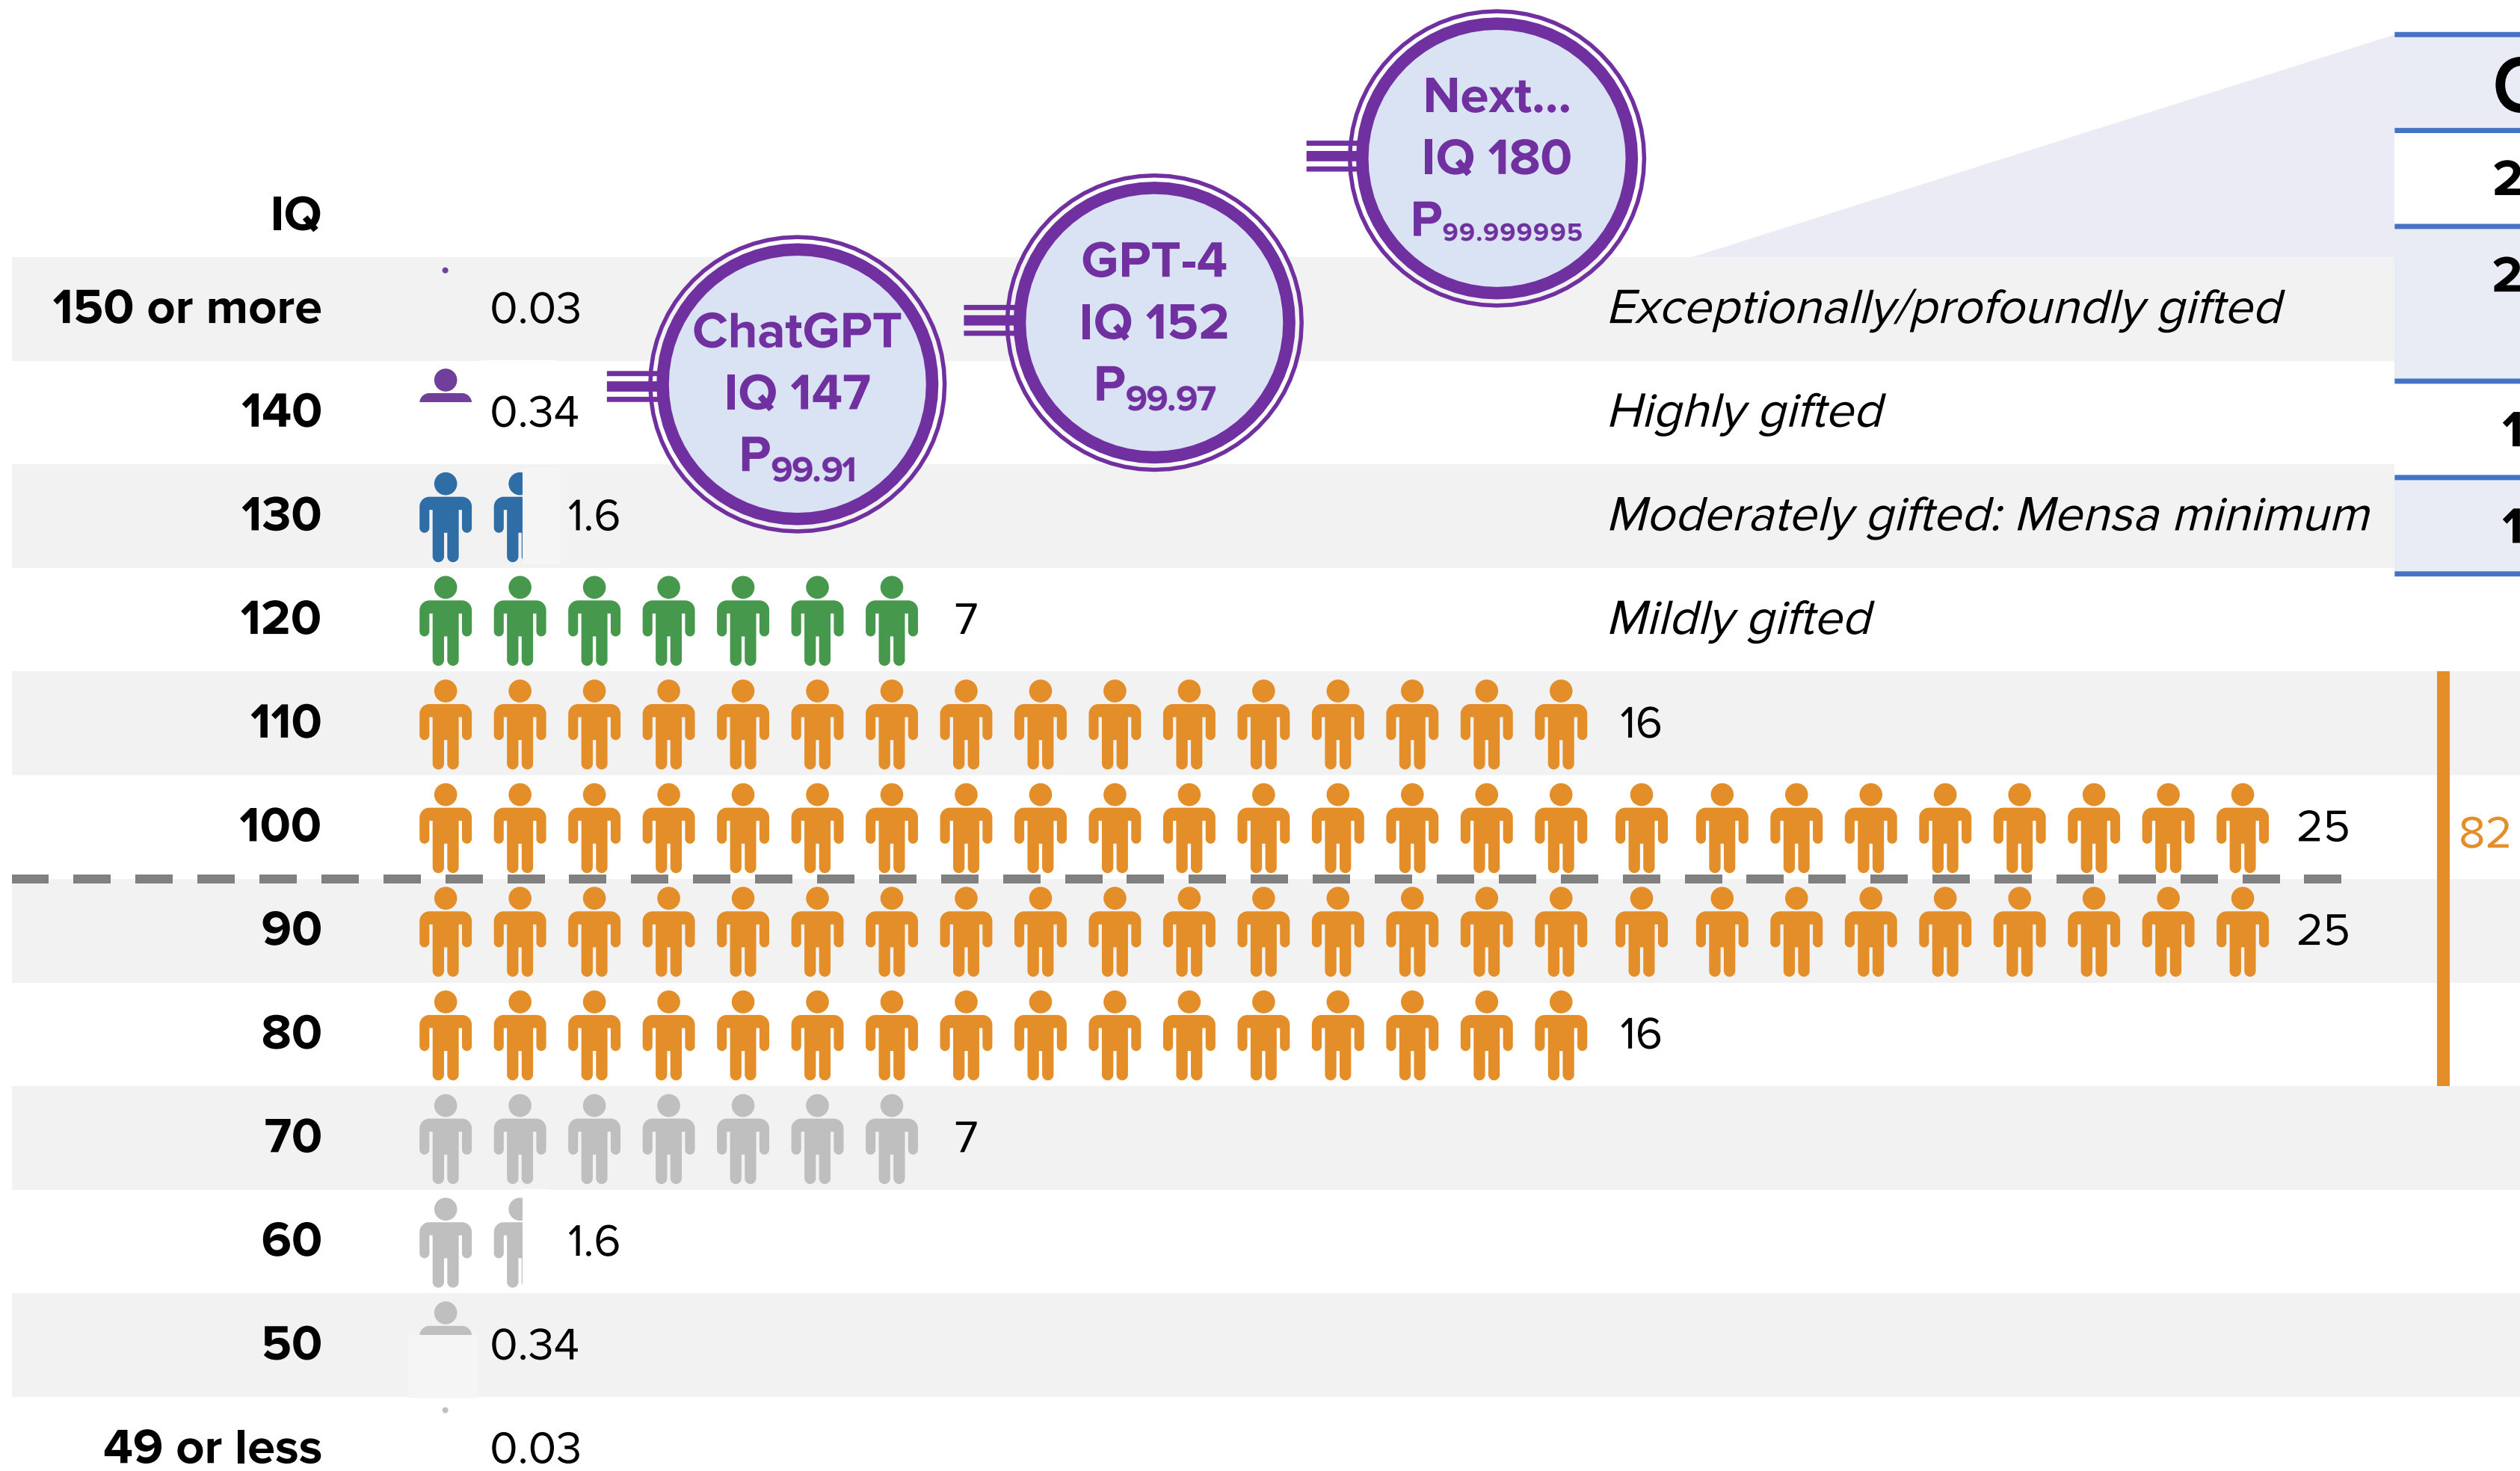 Next...
IQ 180
P99.999995
IQ
GPT-4
IQ 152
P99.97
150 or more
0.03
Exceptionally/profoundly gifted
ChatGPT
IQ 147
P99.91
140
0.34
Highly gifted
130
1.6
Moderately gifted: Mensa minimum
120
7
Mildly gifted
110
16
100
25
82
90
25
80
16
70
7
60
1.6
50
0.34
49 or less
0.03